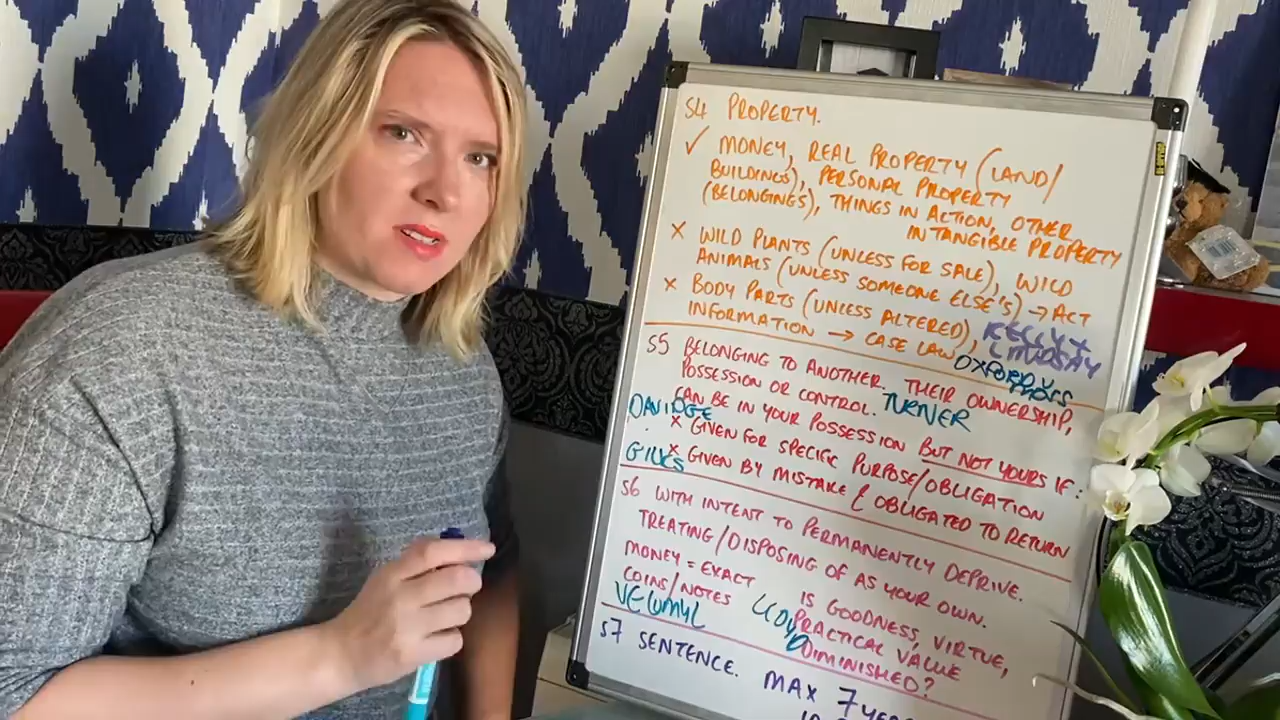 S4 PROPERTY.
✓ MONEY, REAL PROPERTY (LAND/
BUILDINGS), PERSONAL PROPERTY
(BELONGINGS), THINGS IN ACTION, OTHER
INTANGIBLE PROPERTY
X WILD PLANTS (UNLESS FOR SALE), WILD
ANIMALS (UNLESS SOMEONE ELSE'S) → ACT
X BODY PARTS (UNLESS ALTERED), KELLY +
INFORMATION → CASE LAW LINDSAY
OXFORD V
MOSS
S5 BELONGING TO ANOTHER. THEIR OWNERSHIP,
POSSESSION OR CONTROL. TURNER
CAN BE IN YOUR POSSESSION BUT NOT YOURS IF:
DAVIDGE X GIVEN FOR SPECIFIC PURPOSE/OBLIGATION
X GIVEN BY MISTAKE & OBLIGATED TO RETURN
S6 WITH INTENT TO PERMANENTLY DEPRIVE.
TREATING/DISPOSING OF AS YOUR OWN.
MONEY = EXACT
COINS/NOTES
VELUMYL
IS GOODNESS, VIRTUE,
PRACTICAL VALUE
DIMINISHED?
S7 SENTENCE. MAX 7